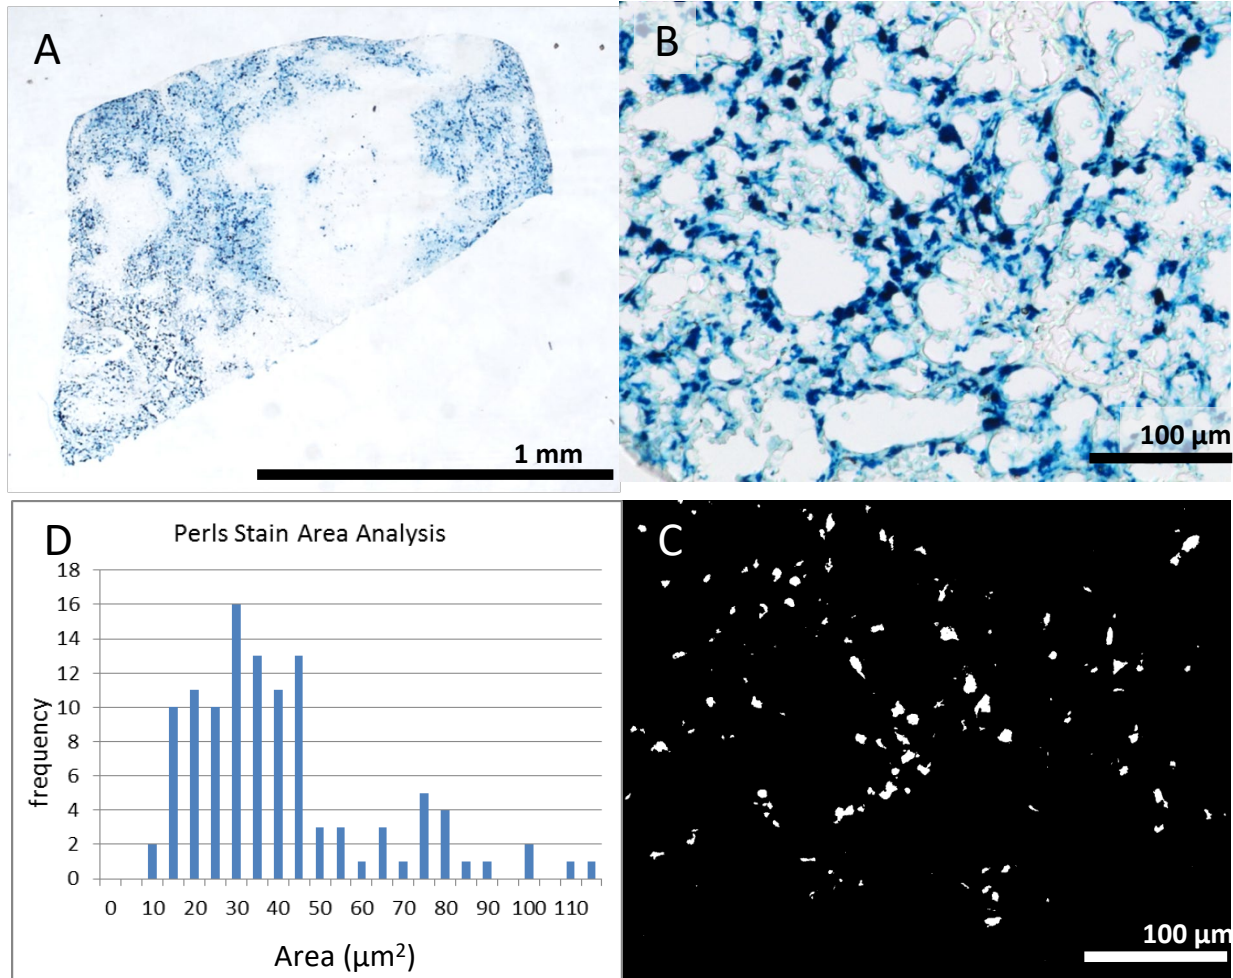 A
1 mm
B
100 µm
D
Perls Stain Area Analysis
18
16
14
12
10
8
6
4
2
0
frequency
0 10 20 30 40 50 60 70 80 90 100 110
Area (µm²)
C
100 µm